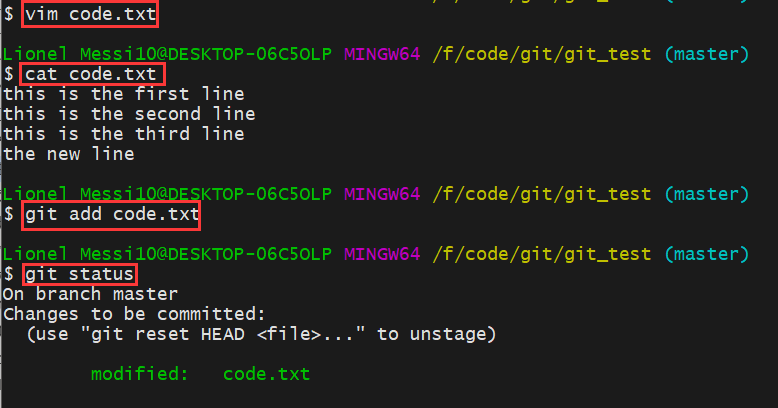 $ vim code.txt
Lionel Messi10@DESKTOP-06C5OLP MINGW64 /f/code/git/git_test (master)
$ cat code.txt
this is the first line
this is the second line
this is the third line
the new line
Lionel Messi10@DESKTOP-06C5OLP MINGW64 /f/code/git/git_test (master)
$ git add code.txt
Lionel Messi10@DESKTOP-06C5OLP MINGW64 /f/code/git/git_test (master)
$ git status
On branch master
Changes to be committed:
  (use "git reset HEAD <file>..." to unstage)
        modified:   code.txt